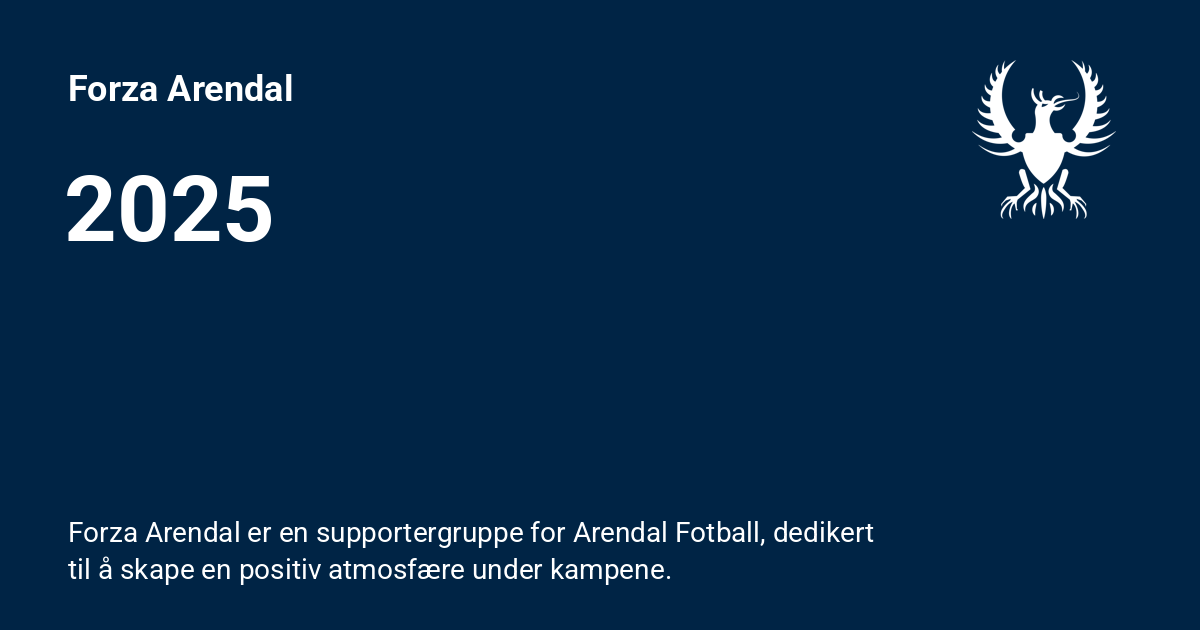 Forza Arendal
2025
Forza Arendal er en supportergruppe for Arendal Fotball, dedikert
til å skape en positiv atmosfære under kampene.